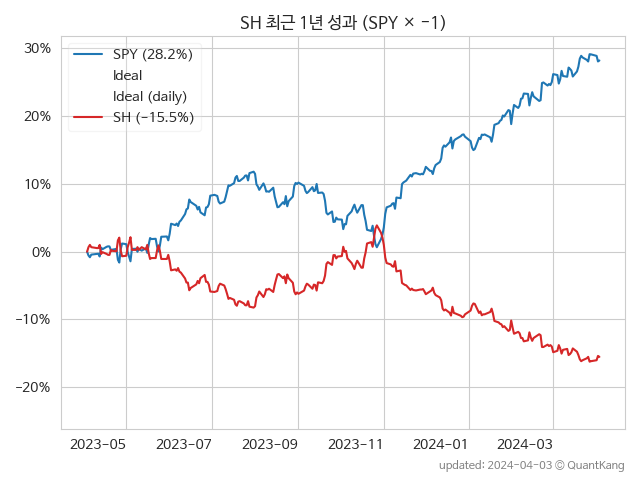 SH 최근 1년 성과 (SPY × −1)
SPY (28.2%)
Ideal
Ideal (daily)
SH (−15.5%)
30%
20%
10%
0%
−10%
−20%
2023-05 2023-07 2023-09 2023-11 2024-01 2024-03
updated: 2024-04-03 © QuantKang